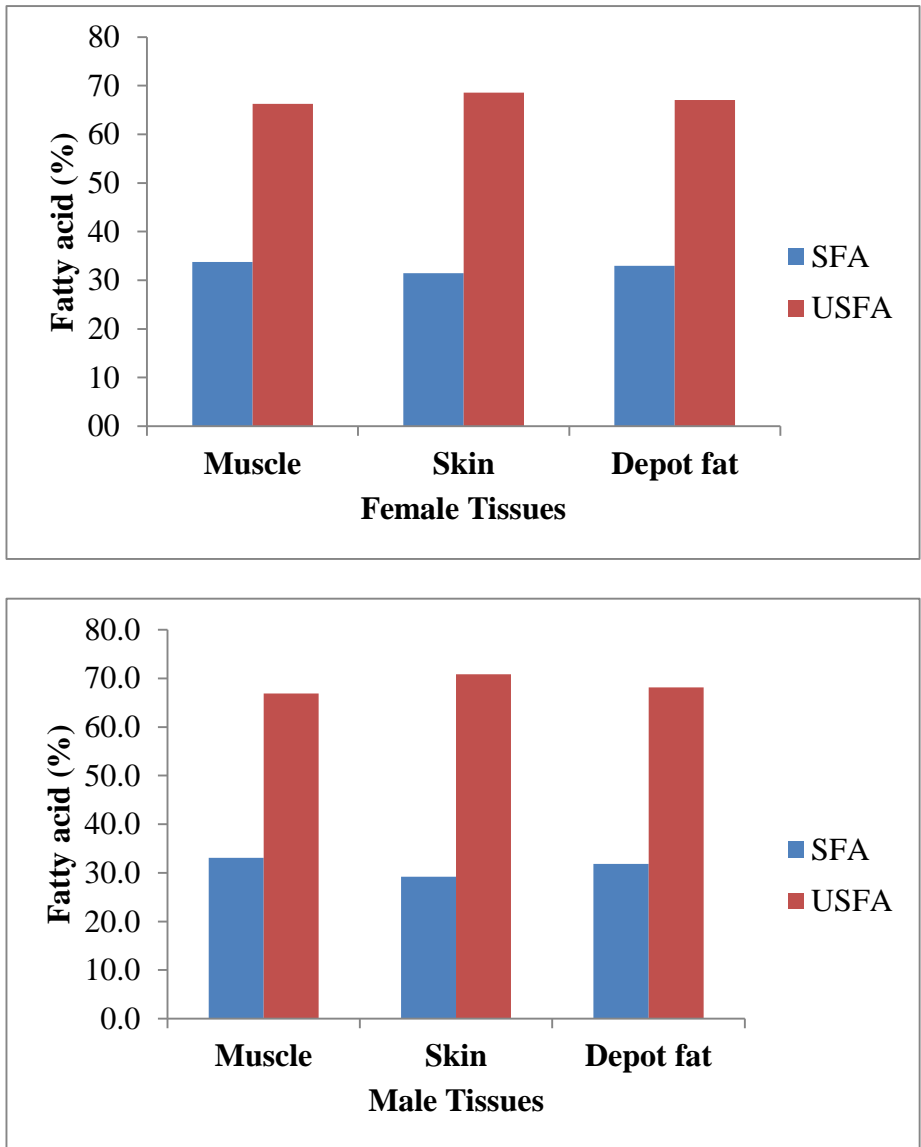 80
70
60
50
40
30
20
10
00
Fatty acid (%)
Muscle Skin Depot fat
Female Tissues
SFA
USFA
80.0
70.0
60.0
50.0
40.0
30.0
20.0
10.0
0.0
Fatty acid (%)
Muscle Skin Depot fat
Male Tissues
SFA
USFA